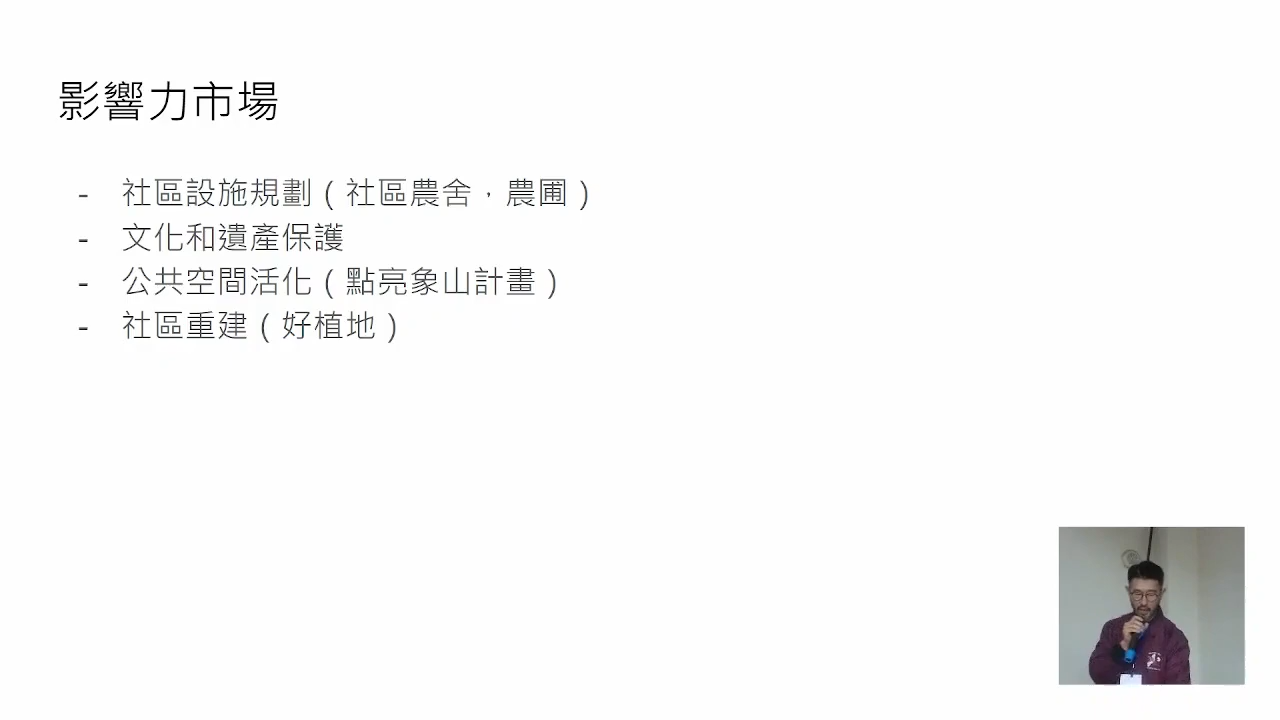 影響力市場
- 社區設施規劃（社區農舍，農圃）
- 文化和遺產保護
- 公共空間活化（點亮象山計畫）
- 社區重建（好植地）